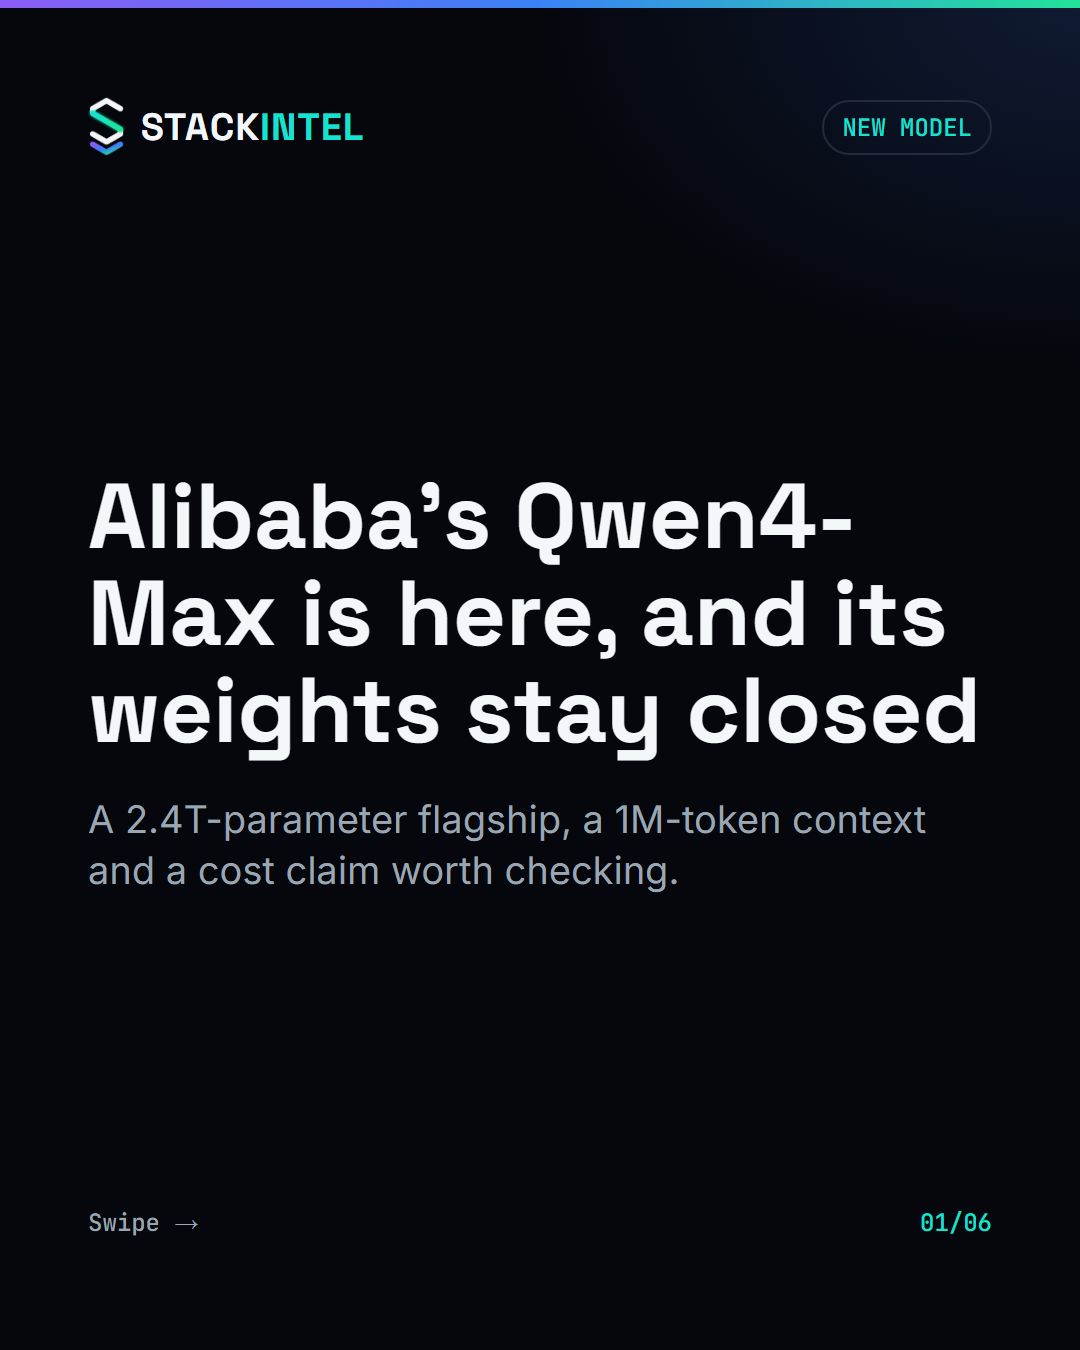 STACKINTEL
NEW MODEL
Alibaba’s Qwen4-
Max is here, and its
weights stay closed
A 2.4T-parameter flagship, a 1M-token context
and a cost claim worth checking.
Swipe →
01/06